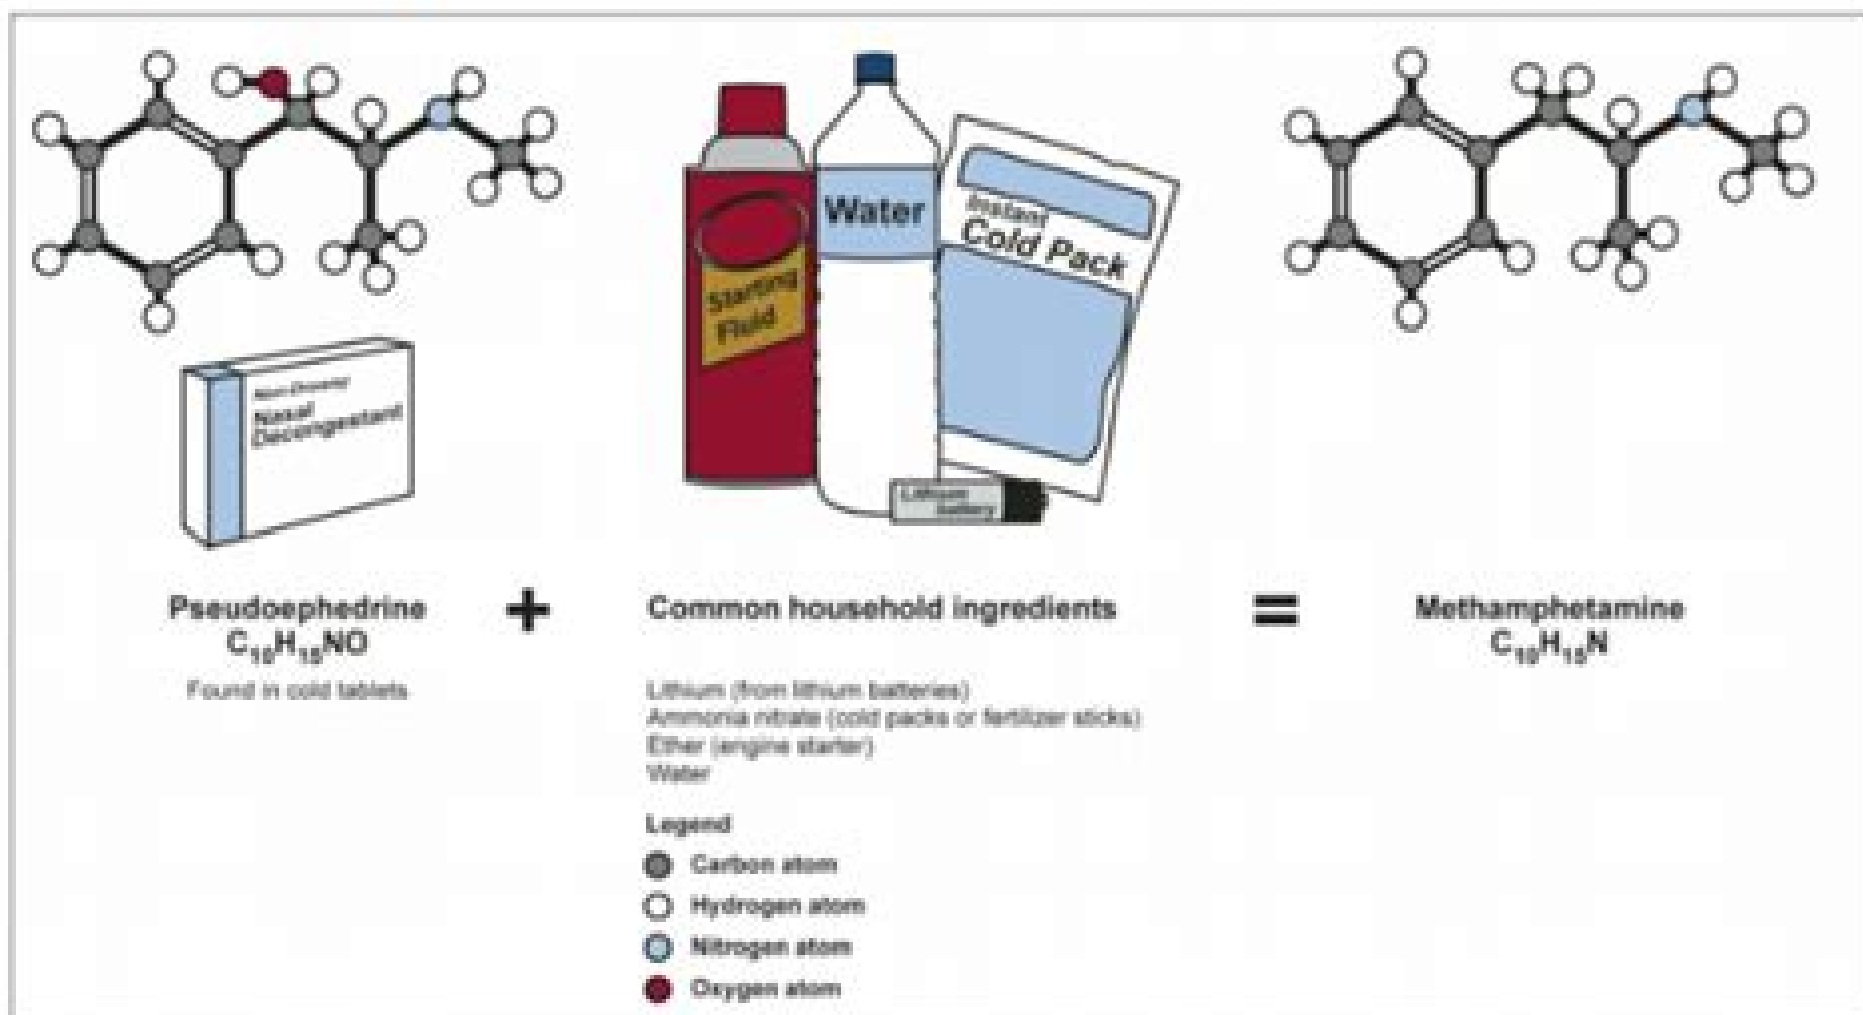 Water
Instant
Cold Pack
Starting
Fluid
Nasal
Decongestant
Lithium
battery
Pseudoephedrine + Common household ingredients = Methamphetamine
C10H15NO
C10H15N
Found in cold tablets
Lithium (from lithium batteries)
Ammonia nitrate (cold packs or fertilizer sticks)
Ether (engine starter)
Water
Legend
Carbon atom
Hydrogen atom
Nitrogen atom
Oxygen atom